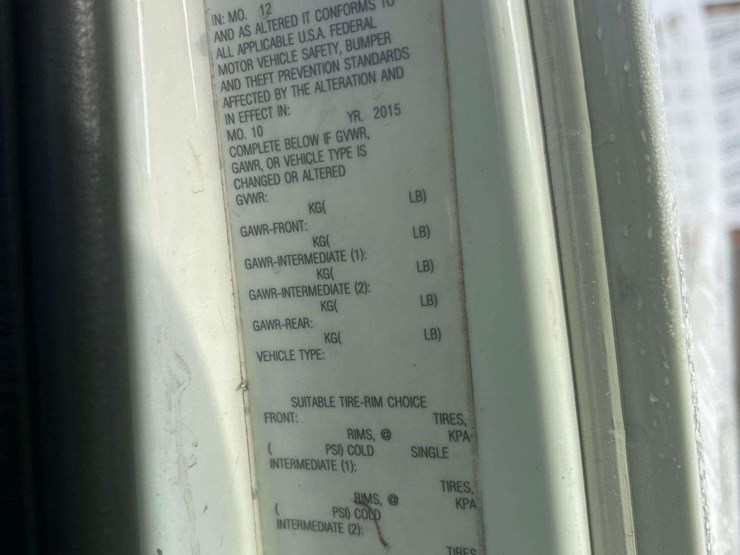 IN: MO. 12
AND AS ALTERED IT CONFORMS TO
ALL APPLICABLE U.S.A. FEDERAL
MOTOR VEHICLE SAFETY, BUMPER
AND THEFT PREVENTION STANDARDS
AFFECTED BY THE ALTERATION AND
IN EFFECT IN:
MO. 10 YR. 2015
COMPLETE BELOW IF GVWR,
GAWR, OR VEHICLE TYPE IS
CHANGED OR ALTERED
GVWR:
KG( LB)
GAWR-FRONT:
KG( LB)
GAWR-INTERMEDIATE (1):
KG( LB)
GAWR-INTERMEDIATE (2):
KG( LB)
GAWR-REAR:
KG( LB)
VEHICLE TYPE:
SUITABLE TIRE-RIM CHOICE
FRONT: TIRES,
RIMS, @ KPA
( PSI) COLD SINGLE
INTERMEDIATE (1):
TIRES,
RIMS, @ KPA
( PSI) COLD
INTERMEDIATE (2):
TIRES